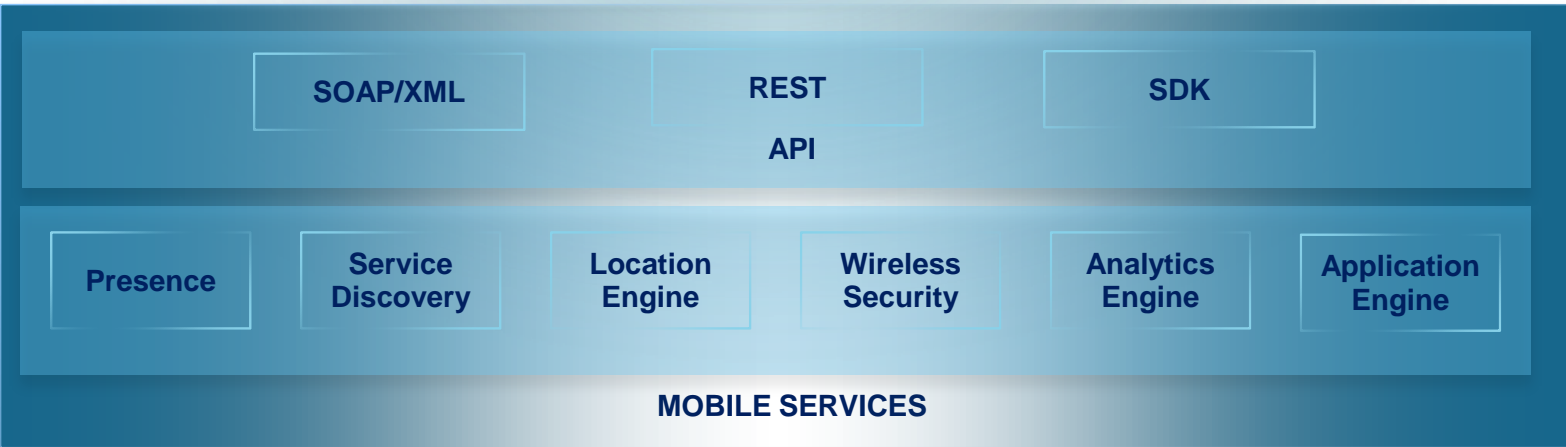 SOAP/XML
REST
SDK
API
Presence
Service
Discovery
Location
Engine
Wireless
Security
Analytics
Engine
Application
Engine
MOBILE SERVICES